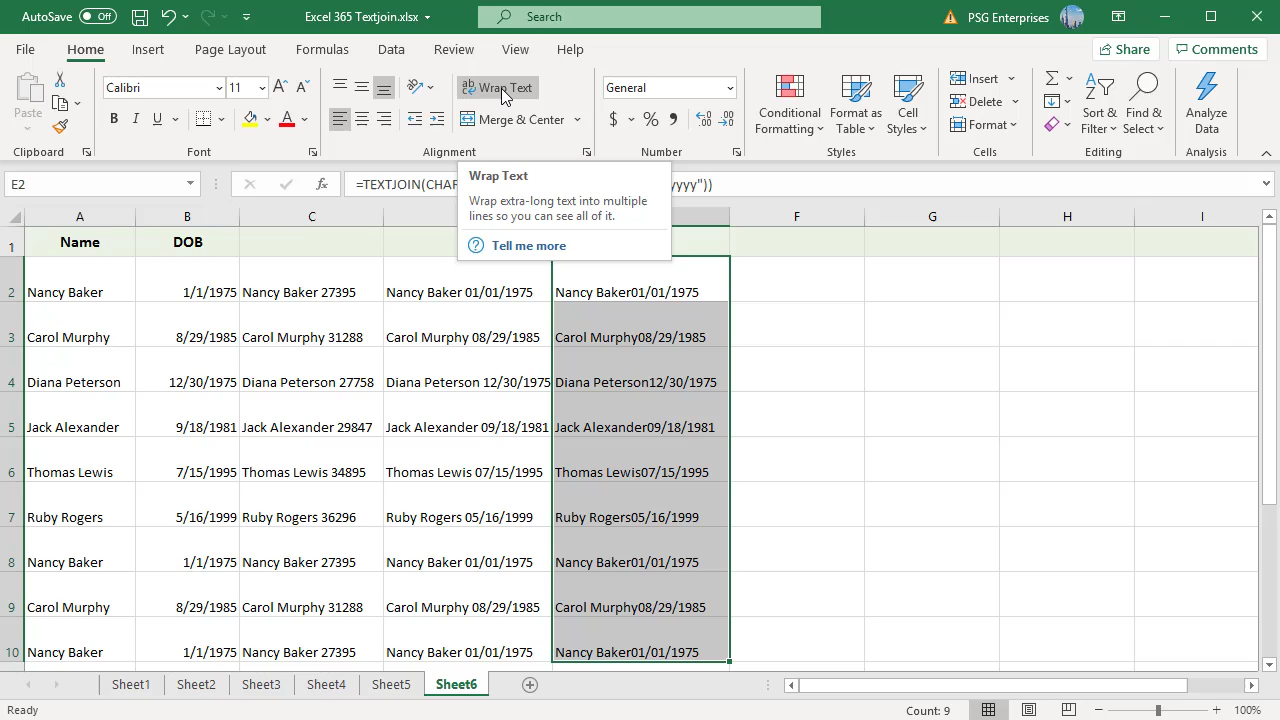 AutoSave Off Excel 365 Textjoin.xlsx Search PSG Enterprises
File Home Insert Page Layout Formulas Data Review View Help Share Comments
Paste Calibri 11 Wrap Text General Conditional Formatting Format as Table Cell Styles Insert Sort & Filter Find & Select Analyze Data
B I U Merge & Center $ % Delete
Format
Clipboard Font Alignment Number Styles Cells Editing Analysis
E2 fx =TEXTJOIN(CHAR yyyy"))
Wrap Text
Wrap extra-long text into multiple
lines so you can see all of it.
Tell me more
A B C F G H I
1 Name DOB
2 Nancy Baker 1/1/1975 Nancy Baker 27395 Nancy Baker 01/01/1975 Nancy Baker01/01/1975
3 Carol Murphy 8/29/1985 Carol Murphy 31288 Carol Murphy 08/29/1985 Carol Murphy08/29/1985
4 Diana Peterson 12/30/1975 Diana Peterson 27758 Diana Peterson 12/30/1975 Diana Peterson12/30/1975
5 Jack Alexander 9/18/1981 Jack Alexander 29847 Jack Alexander 09/18/1981 Jack Alexander09/18/1981
6 Thomas Lewis 7/15/1995 Thomas Lewis 34895 Thomas Lewis 07/15/1995 Thomas Lewis07/15/1995
7 Ruby Rogers 5/16/1999 Ruby Rogers 36296 Ruby Rogers 05/16/1999 Ruby Rogers05/16/1999
8 Nancy Baker 1/1/1975 Nancy Baker 27395 Nancy Baker 01/01/1975 Nancy Baker01/01/1975
9 Carol Murphy 8/29/1985 Carol Murphy 31288 Carol Murphy 08/29/1985 Carol Murphy08/29/1985
10 Nancy Baker 1/1/1975 Nancy Baker 27395 Nancy Baker 01/01/1975 Nancy Baker01/01/1975
Sheet1 Sheet2 Sheet3 Sheet4 Sheet5 Sheet6
Ready Count: 9 100%